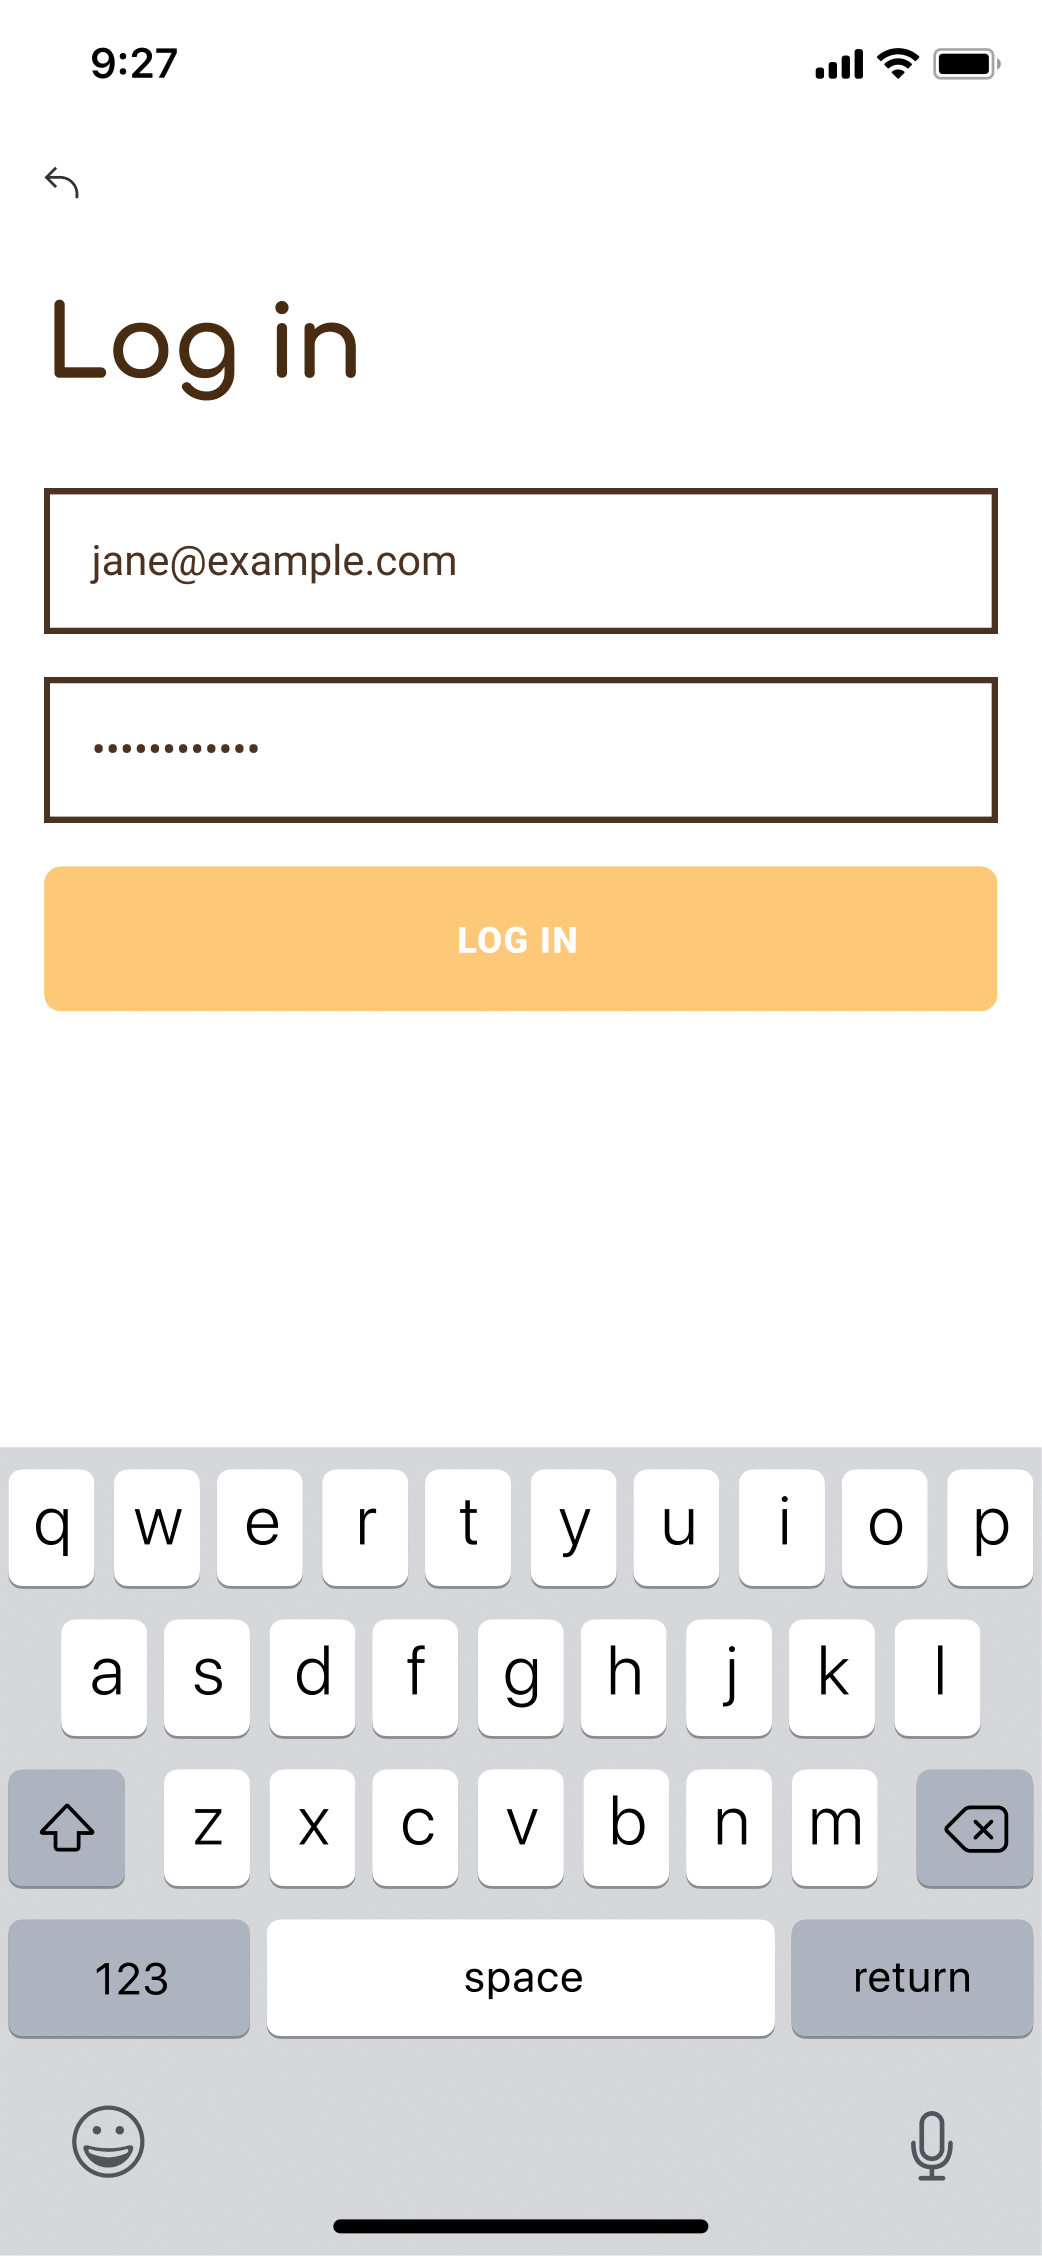 9:27
Log in
jane@example.com
••••••••••••
LOG IN
q w e r t y u i o p
a s d f g h j k l
z x c v b n m
123 space return